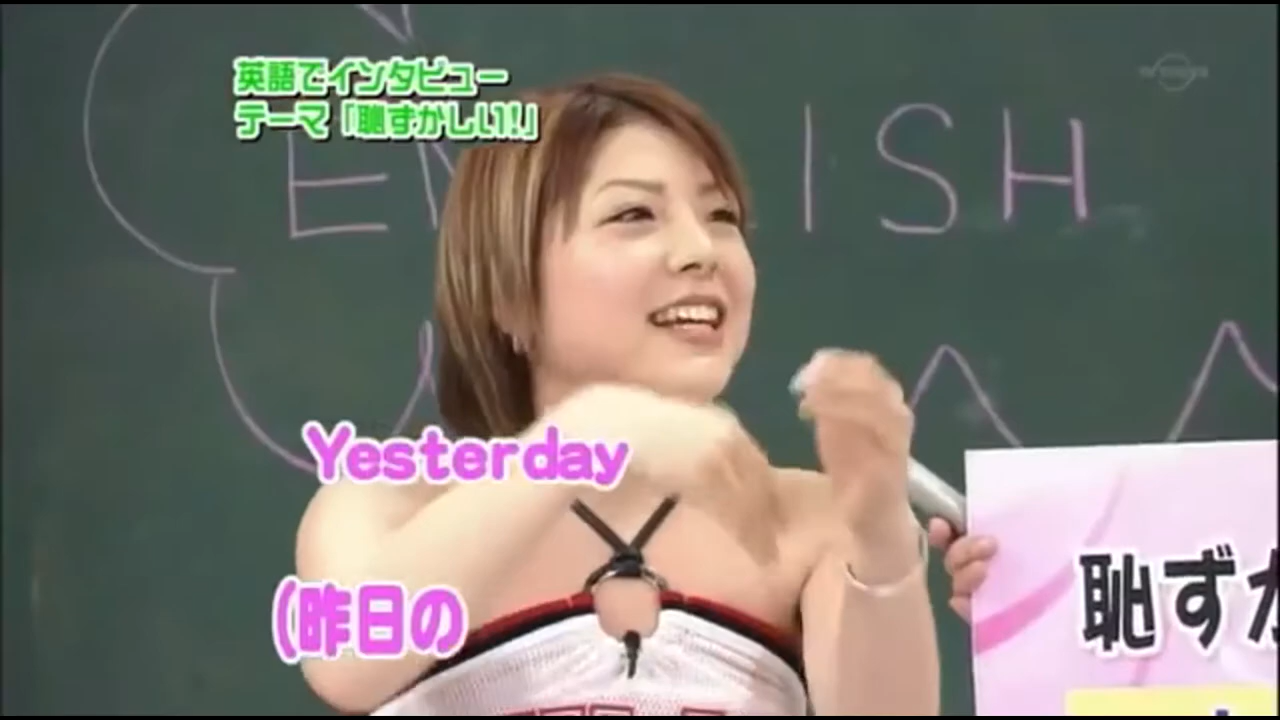 英語でインタビュー
テーマ「恥ずかしい!」
EN ISH
Yesterday
(昨日の
恥ずか